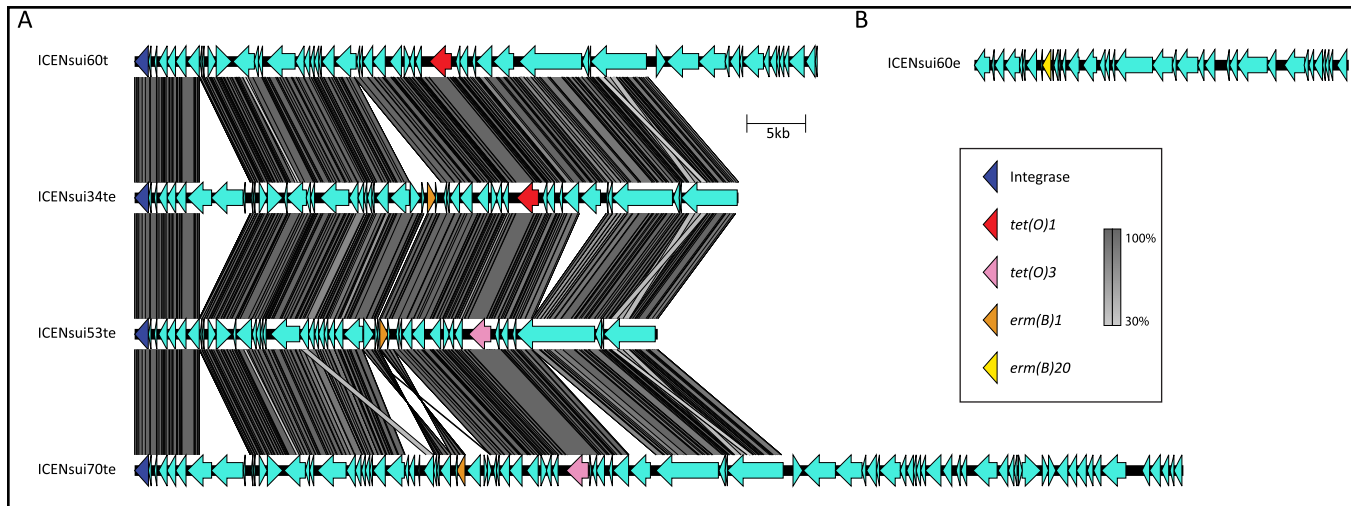 A
B
ICENsui60t
ICENsui60e
5kb
Integrase
ICENsui34te
tet(O)1
100%
tet(O)3
erm(B)1
30%
ICENsui53te
erm(B)20
ICENsui70te